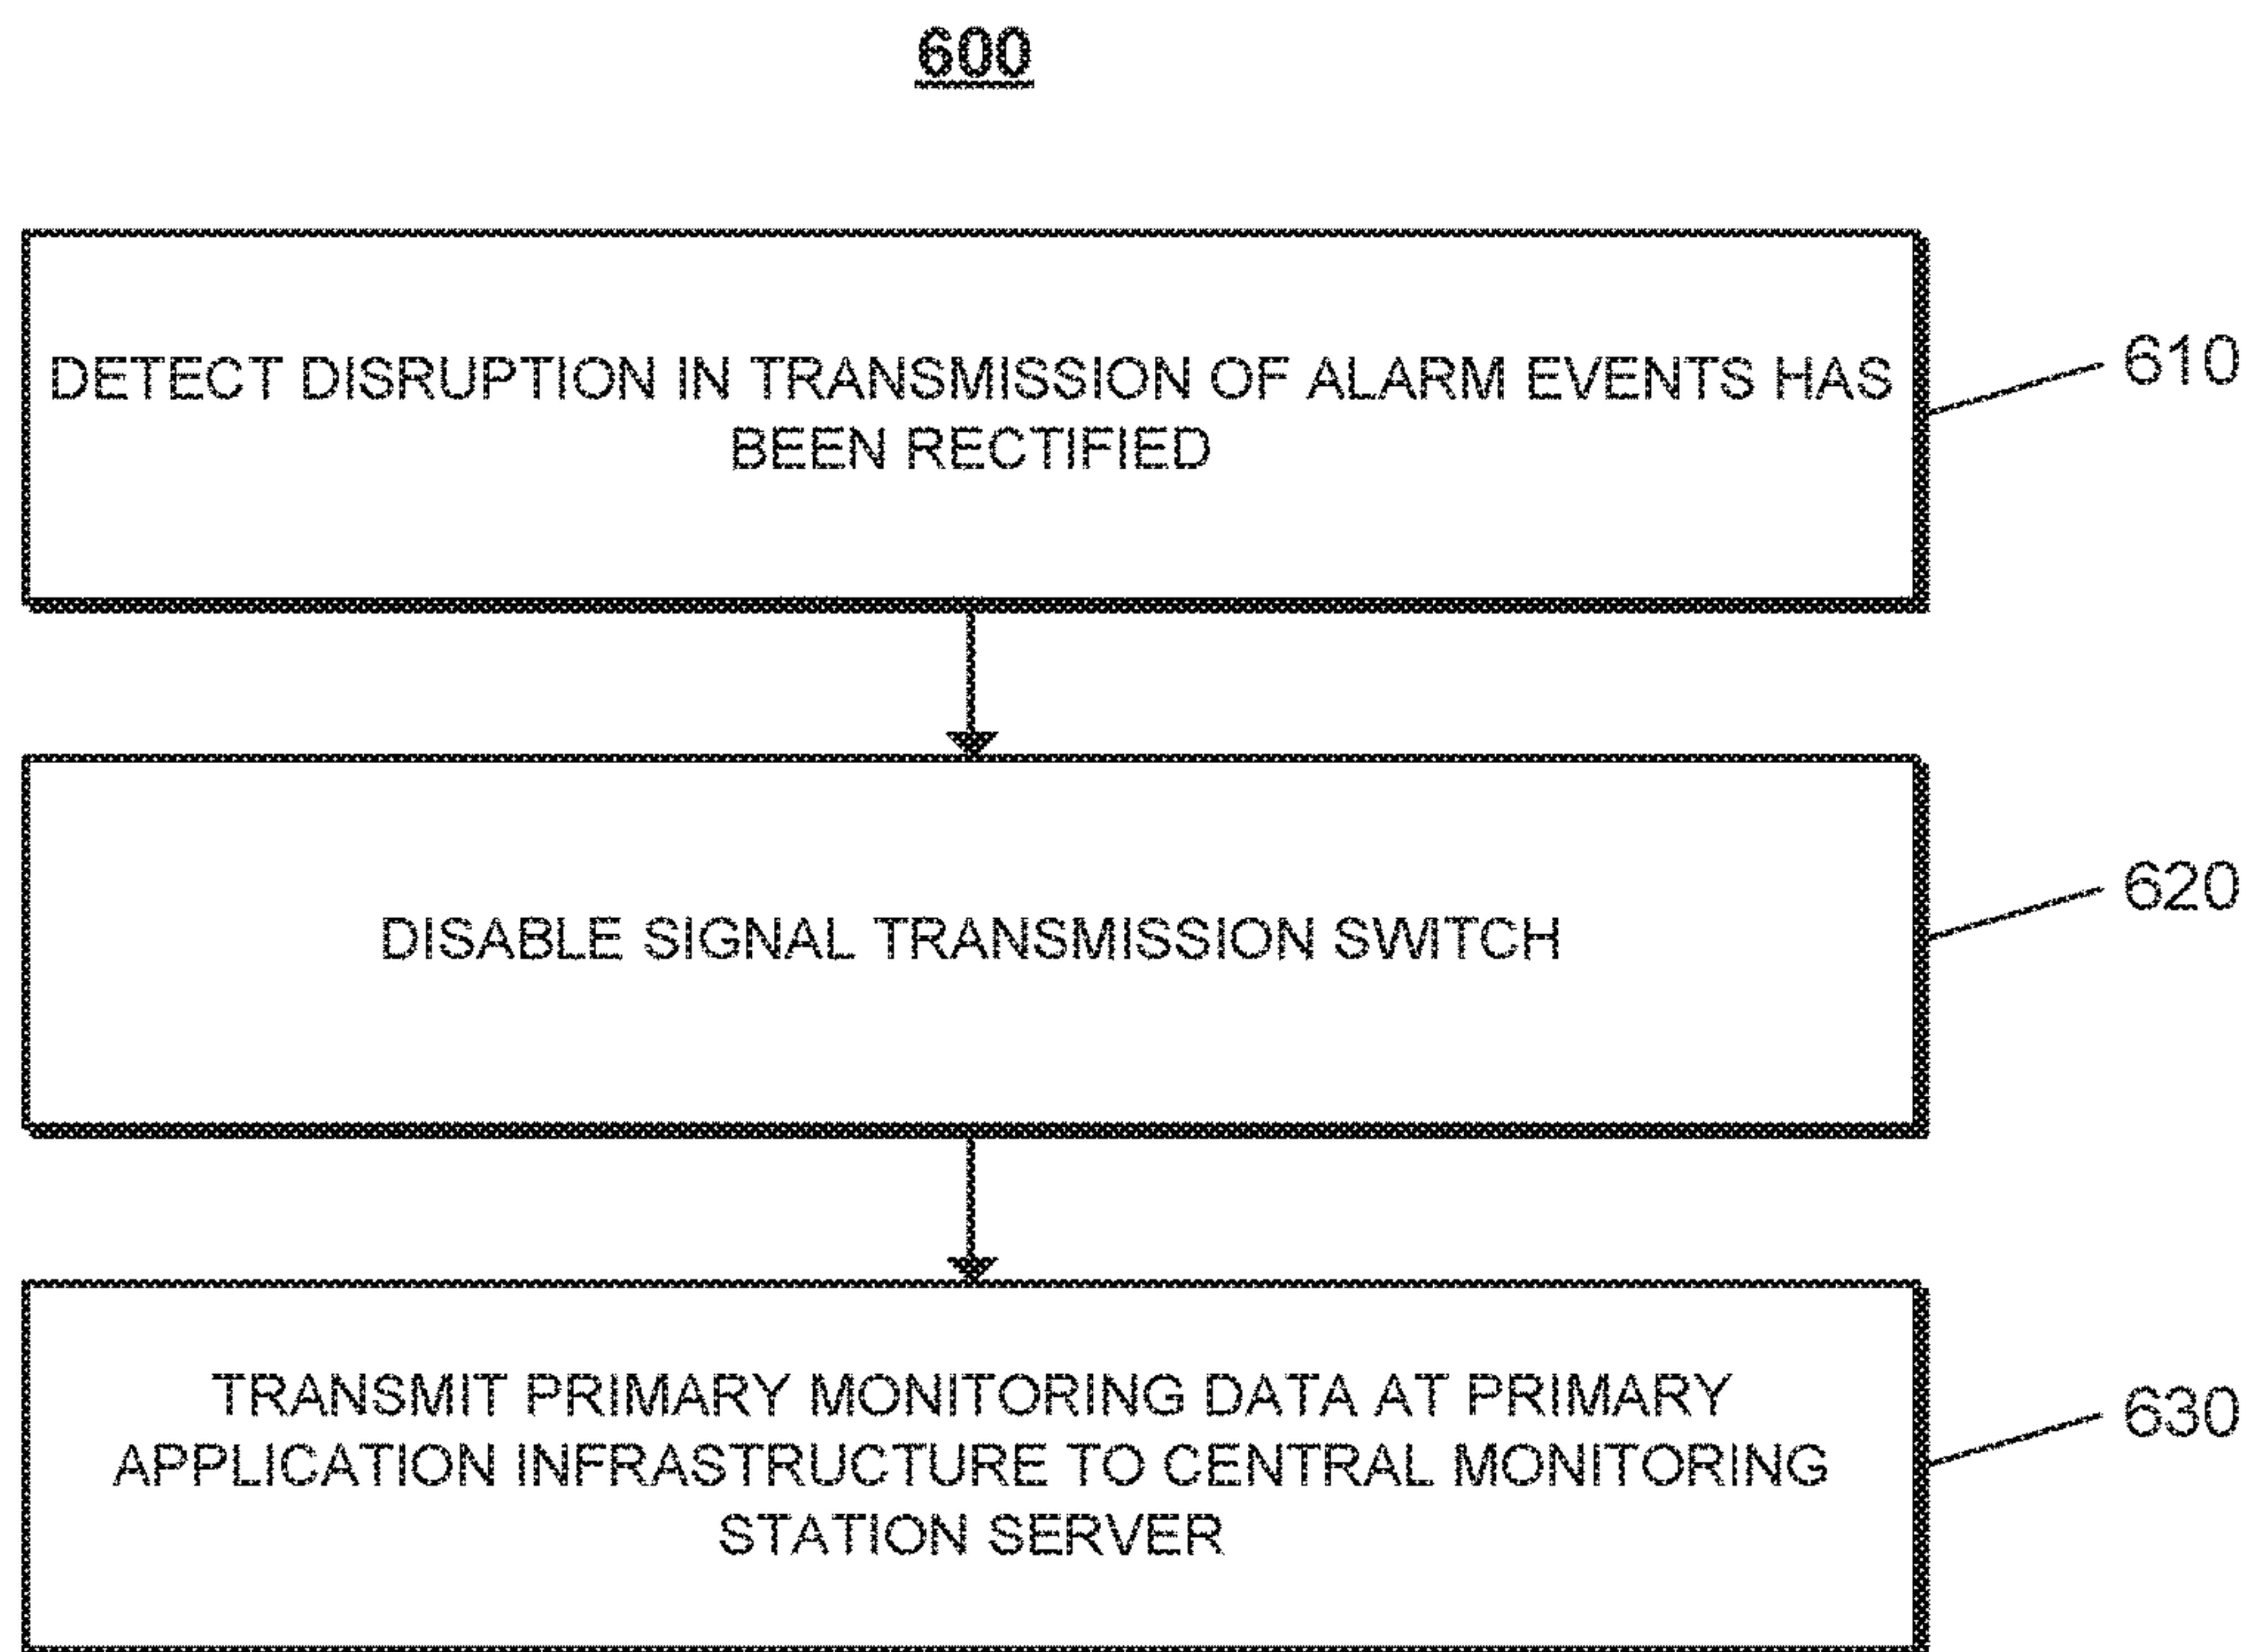 600
DETECT DISRUPTION IN TRANSMISSION OF ALARM EVENTS HAS
BEEN RECTIFIED
610
DISABLE SIGNAL TRANSMISSION SWITCH
620
TRANSMIT PRIMARY MONITORING DATA AT PRIMARY
APPLICATION INFRASTRUCTURE TO CENTRAL MONITORING
STATION SERVER
630